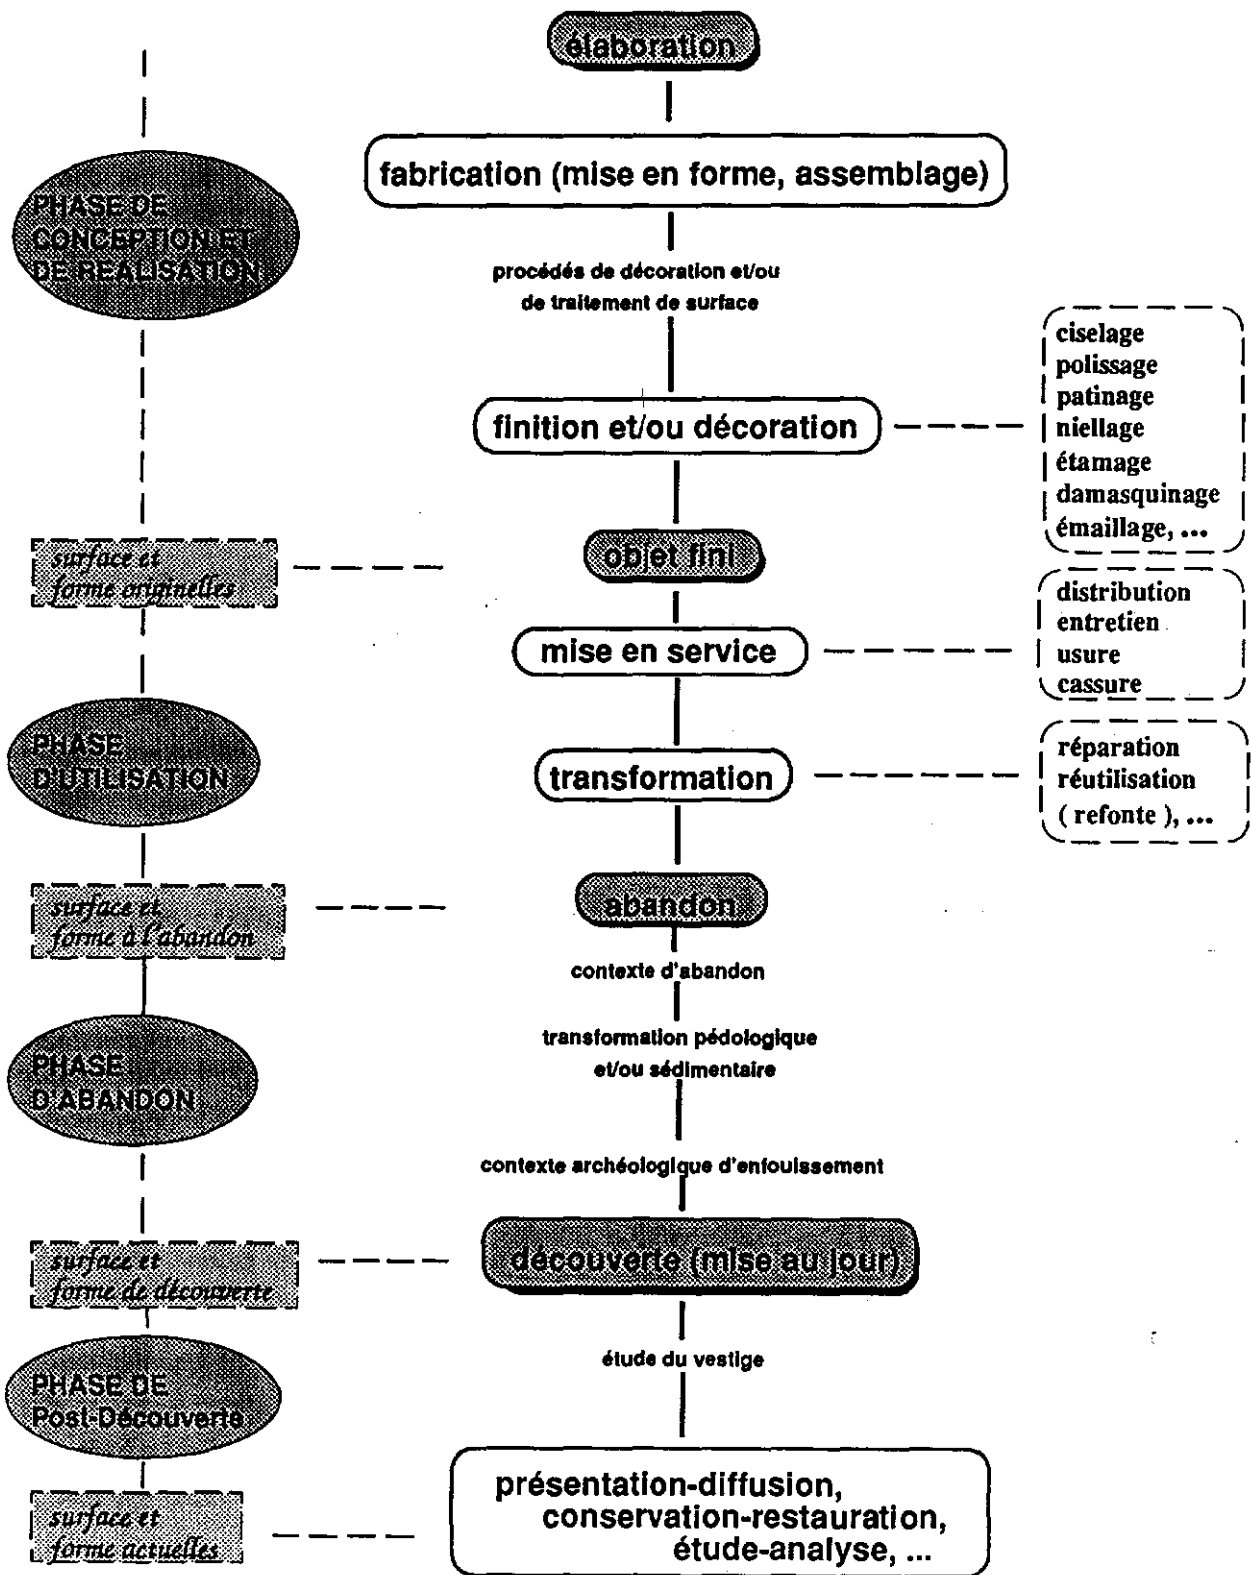 élaboration
fabrication (mise en forme, assemblage)
PHASE DE
CONCEPTION ET
DE REALISATION
procédés de décoration et/ou
de traitement de surface
finition et/ou décoration
ciselage
polissage
patinage
niellage
étamage
damasquinage
émaillage, ...
surface et
forme originelles
objet fini
mise en service
distribution
entretien
usure
cassure
PHASE
D'UTILISATION
transformation
réparation
réutilisation
( refonte ), ...
surface et
forme à l'abandon
abandon
contexte d'abandon
transformation pédologique
et/ou sédimentaire
PHASE
D'ABANDON
contexte archéologique d'enfouissement
surface et
forme de découverte
découverte (mise au jour)
étude du vestige
PHASE DE
Post-Découverte
surface et
forme actuelles
présentation-diffusion,
conservation-restauration,
étude-analyse, ...